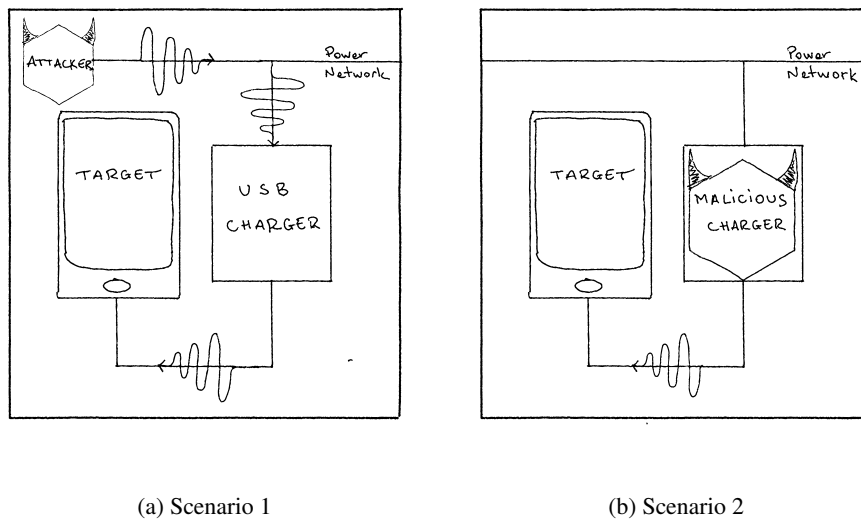 ATTACKER
Power
Network
TARGET
USB
CHARGER
(a) Scenario 1
Power
Network
TARGET
MALiCiOUS
CHARGER
(b) Scenario 2